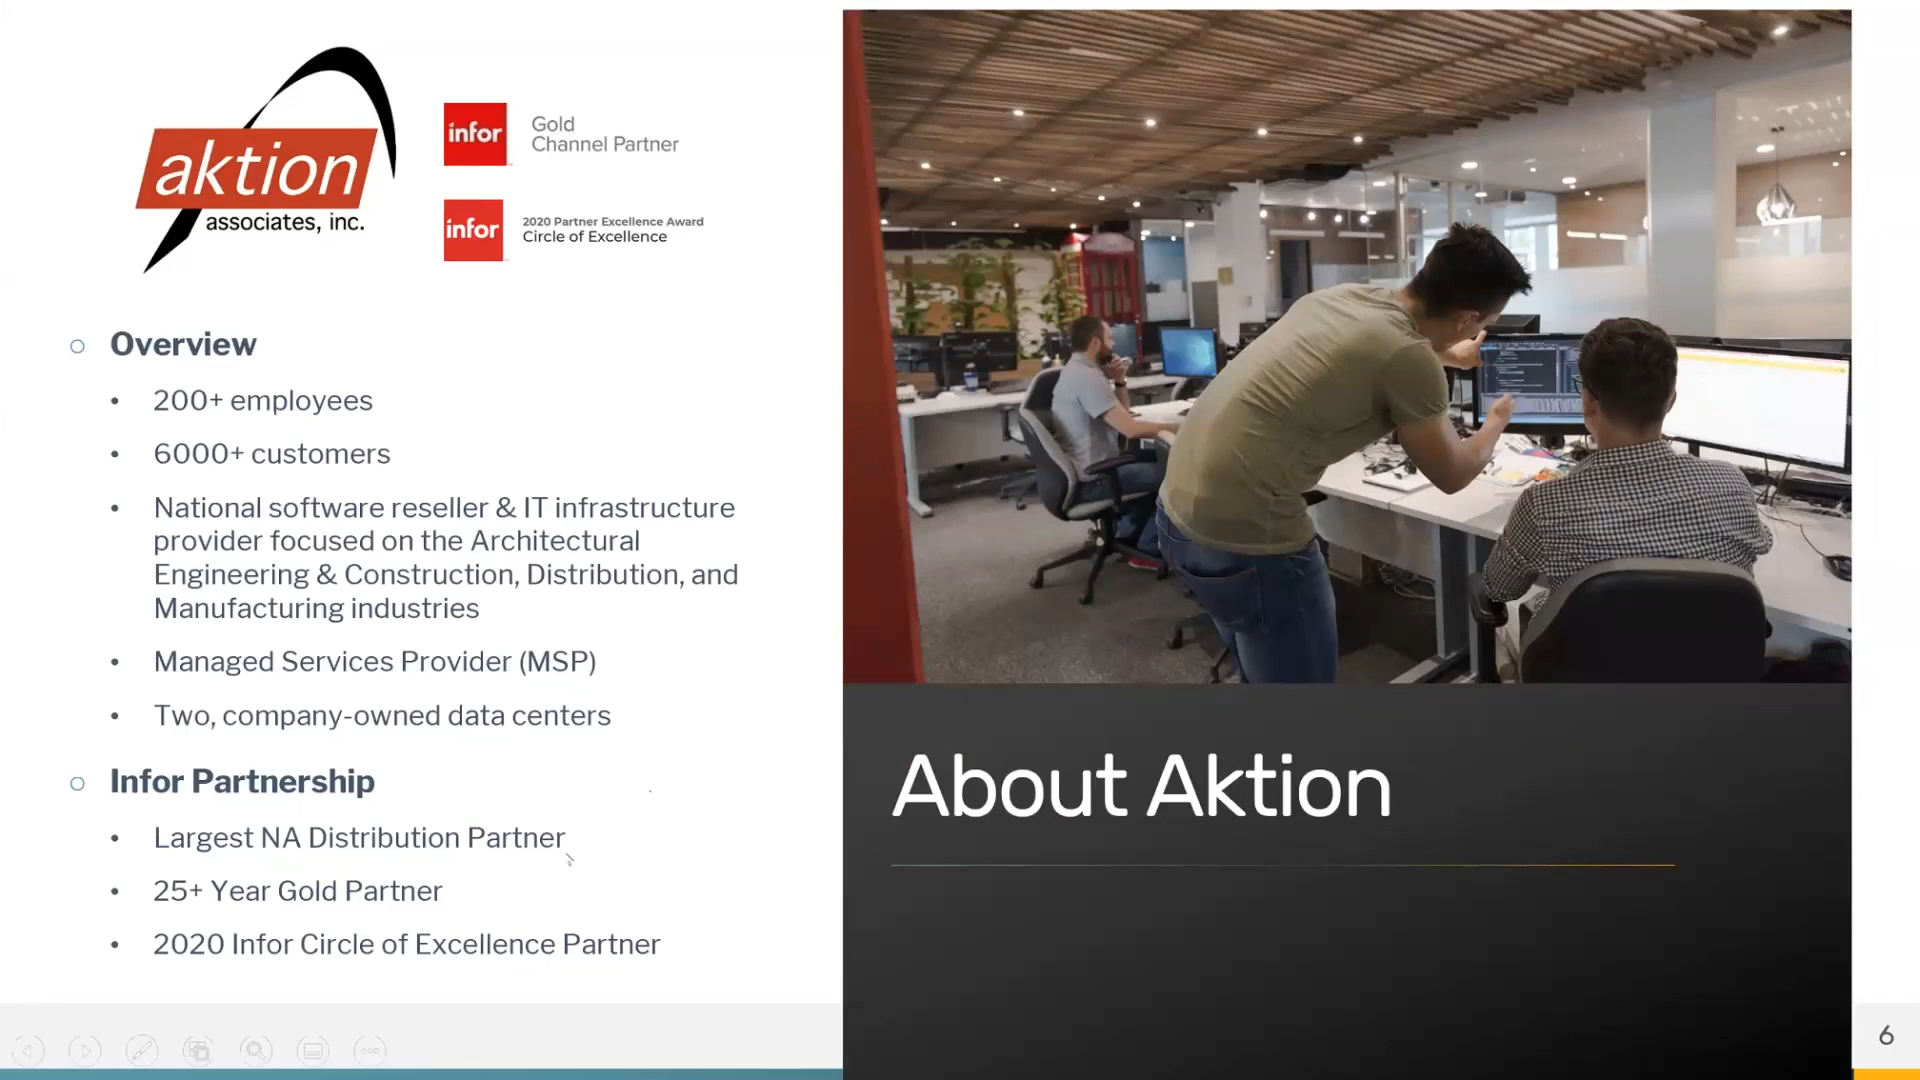 aktion
associates, inc.
infor
Gold
Channel Partner
infor
2020 Partner Excellence Award
Circle of Excellence
Overview
200+ employees
6000+ customers
National software reseller & IT infrastructure
provider focused on the Architectural
Engineering & Construction, Distribution, and
Manufacturing industries
Managed Services Provider (MSP)
Two, company-owned data centers
Infor Partnership
Largest NA Distribution Partner
25+ Year Gold Partner
2020 Infor Circle of Excellence Partner
About Aktion
6